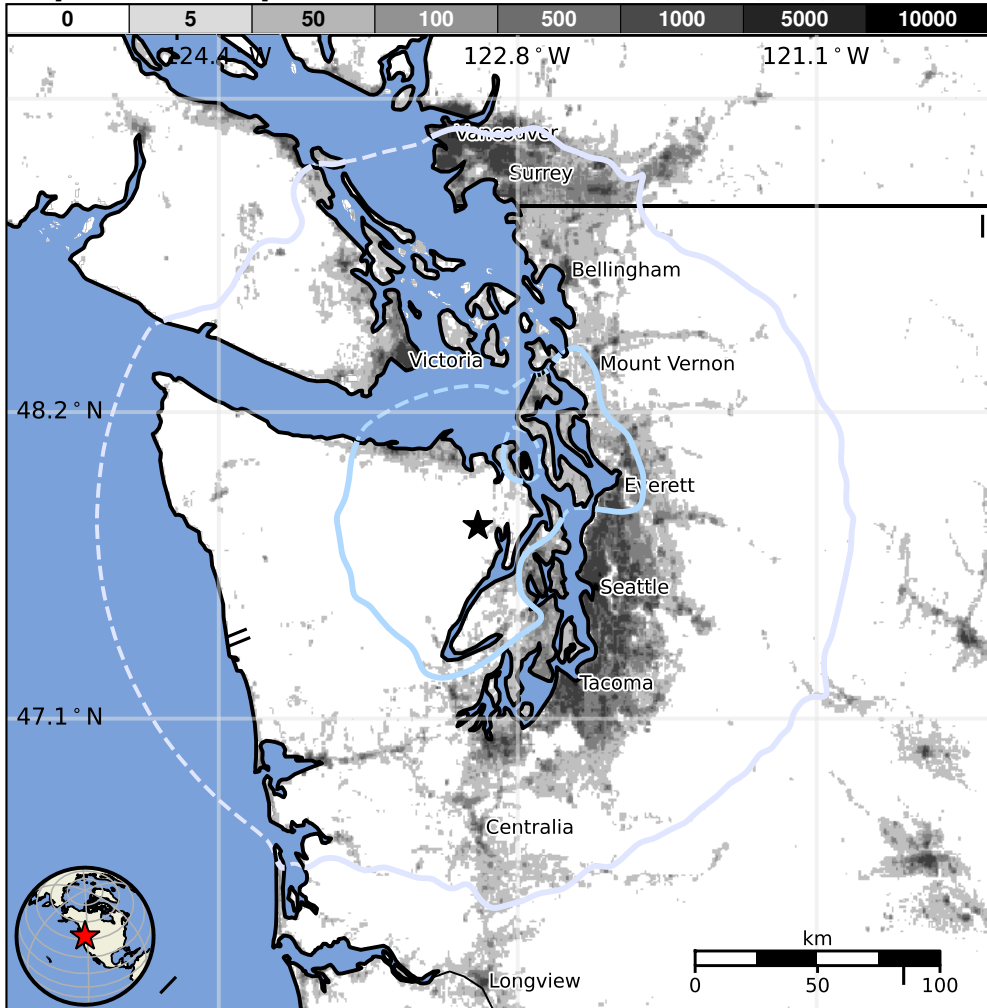 0 5 50 100 500 1000 5000 10000
124.4°W 122.8°W 121.1°W
Vancouver
Surrey
Bellingham
Victoria
Mount Vernon
48.2°N
Everett
Seattle
Tacoma
47.1°N
Centralia
km
Longview
0 50 100